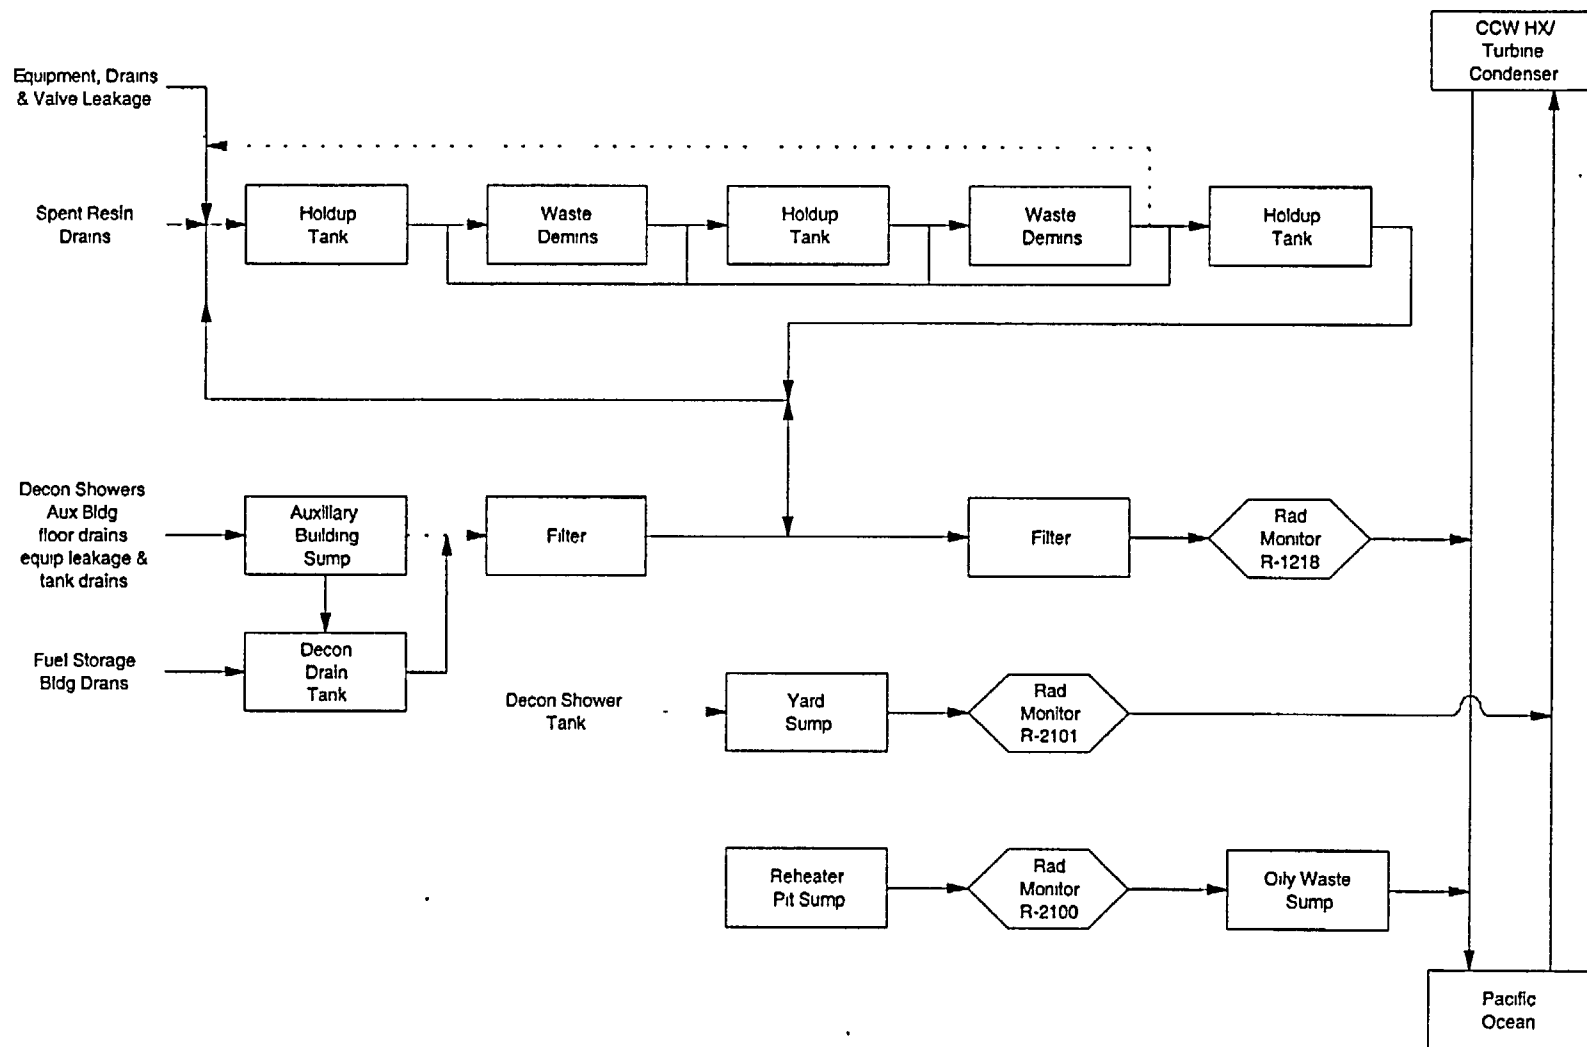 CCW HX/
Turbine
Condenser
Equipment, Drains
& Valve Leakage
Spent Resin
Drains
Holdup
Tank
Waste
Demins
Holdup
Tank
Waste
Demins
Holdup
Tank
Decon Showers
Aux Bldg
floor drains
equip leakage &
tank drains
Auxiliary
Building
Sump
Filter
Filter
Rad
Monitor
R-1218
Fuel Storage
Bldg Drans
Decon
Drain
Tank
Decon Shower
Tank
Yard
Sump
Rad
Monitor
R-2101
Reheater
Pit Sump
Rad
Monitor
R-2100
Oily Waste
Sump
Pacific
Ocean